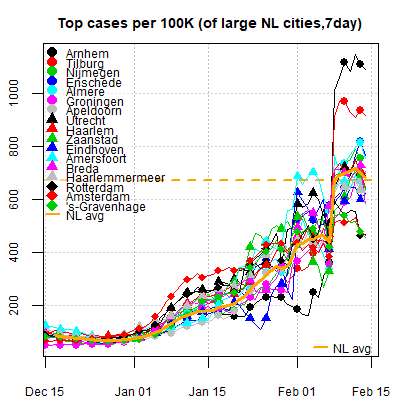 Top cases per 100K (of large NL cities,7day)
Arnhem
Tilburg
Nijmegen
Enschede
Almere
Groningen
Apeldoorn
Utrecht
Haarlem
Zaanstad
Eindhoven
Amersfoort
Breda
Haarlemmermeer
Rotterdam
Amsterdam
's-Gravenhage
NL avg
1000
800
600
400
200
NL avg
Dec 15
Jan 01
Jan 15
Feb 01
Feb 15